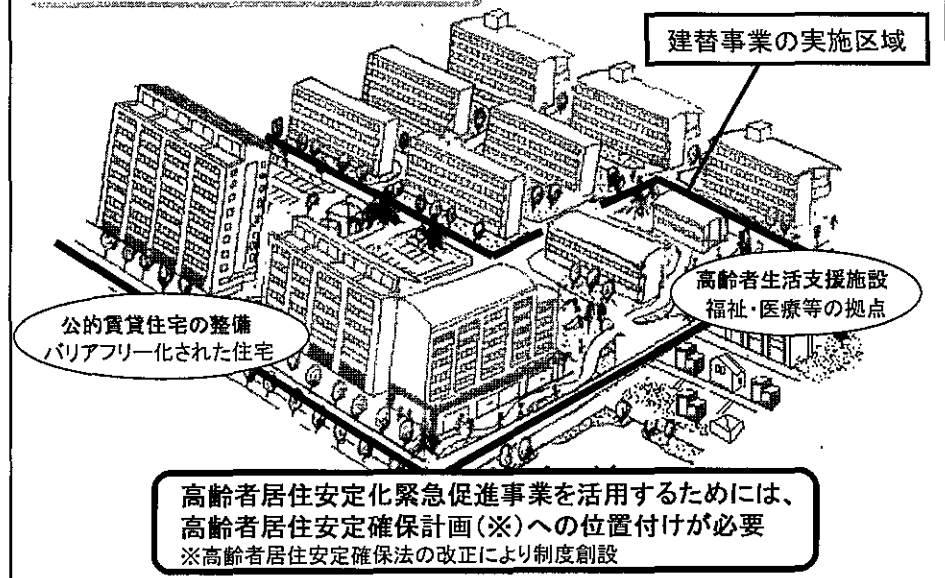 建替事業の実施区域
高齢者生活支援施設
福祉・医療等の拠点
公的賃貸住宅の整備
バリアフリー化された住宅
高齢者居住安定化緊急促進事業を活用するためには、
高齢者居住安定確保計画(※)への位置付けが必要
※高齢者居住安定確保法の改正により制度創設